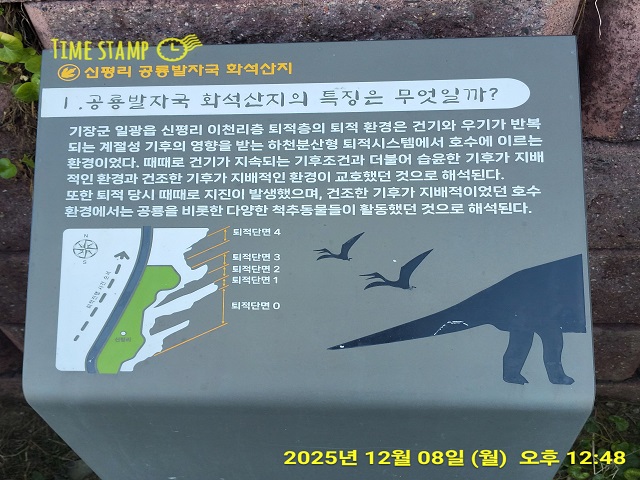 TIME STAMP
신평리 공룡발자국 화석산지
1. 공룡발자국 화석산지의 특징은 무엇일까?
기장군 일광읍 신평리 이천리층 퇴적층의 퇴적 환경은 건기와 우기가 반복
되는 계절성 기후의 영향을 받는 하천분산형 퇴적시스템에서 호수에 이르는
환경이었다. 때때로 건기가 지속되는 기후조건과 더불어 습윤한 기후가 지배
적인 환경과 건조한 기후가 지배적인 환경이 교호했던 것으로 해석된다.
또한 퇴적 당시 때때로 지진이 발생했으며, 건조한 기후가 지배적이었던 호수
환경에서는 공룡을 비롯한 다양한 척추동물들이 활동했던 것으로 해석된다.
N
S
퇴적단면 4
퇴적단면 3
퇴적단면 2
퇴적단면 1
퇴적단면 0
2025년 12월 08일 (월) 오후 12:48